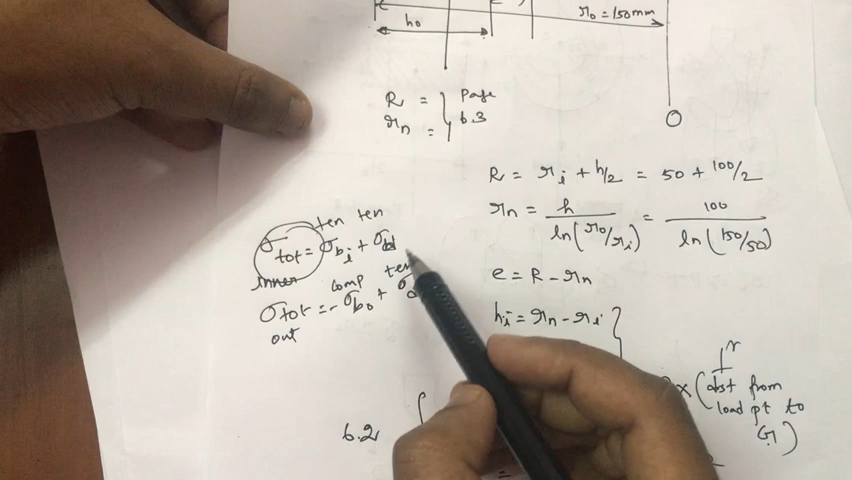 h₀
r₀ = 150mm
R =
rₙ =
Page
6.3
O
R = rᵢ + h/2 = 50 + 100/2
rₙ = h / ln(r₀/rᵢ) = 100 / ln(150/50)
e = R - rₙ
hᵢ = rₙ - rᵢ
ten ten
σtot = σbᵢ + σd
inner
comp ten
σtot = - σb₀ + σd
out
6.2
r
x (dist from
load pt to
G)